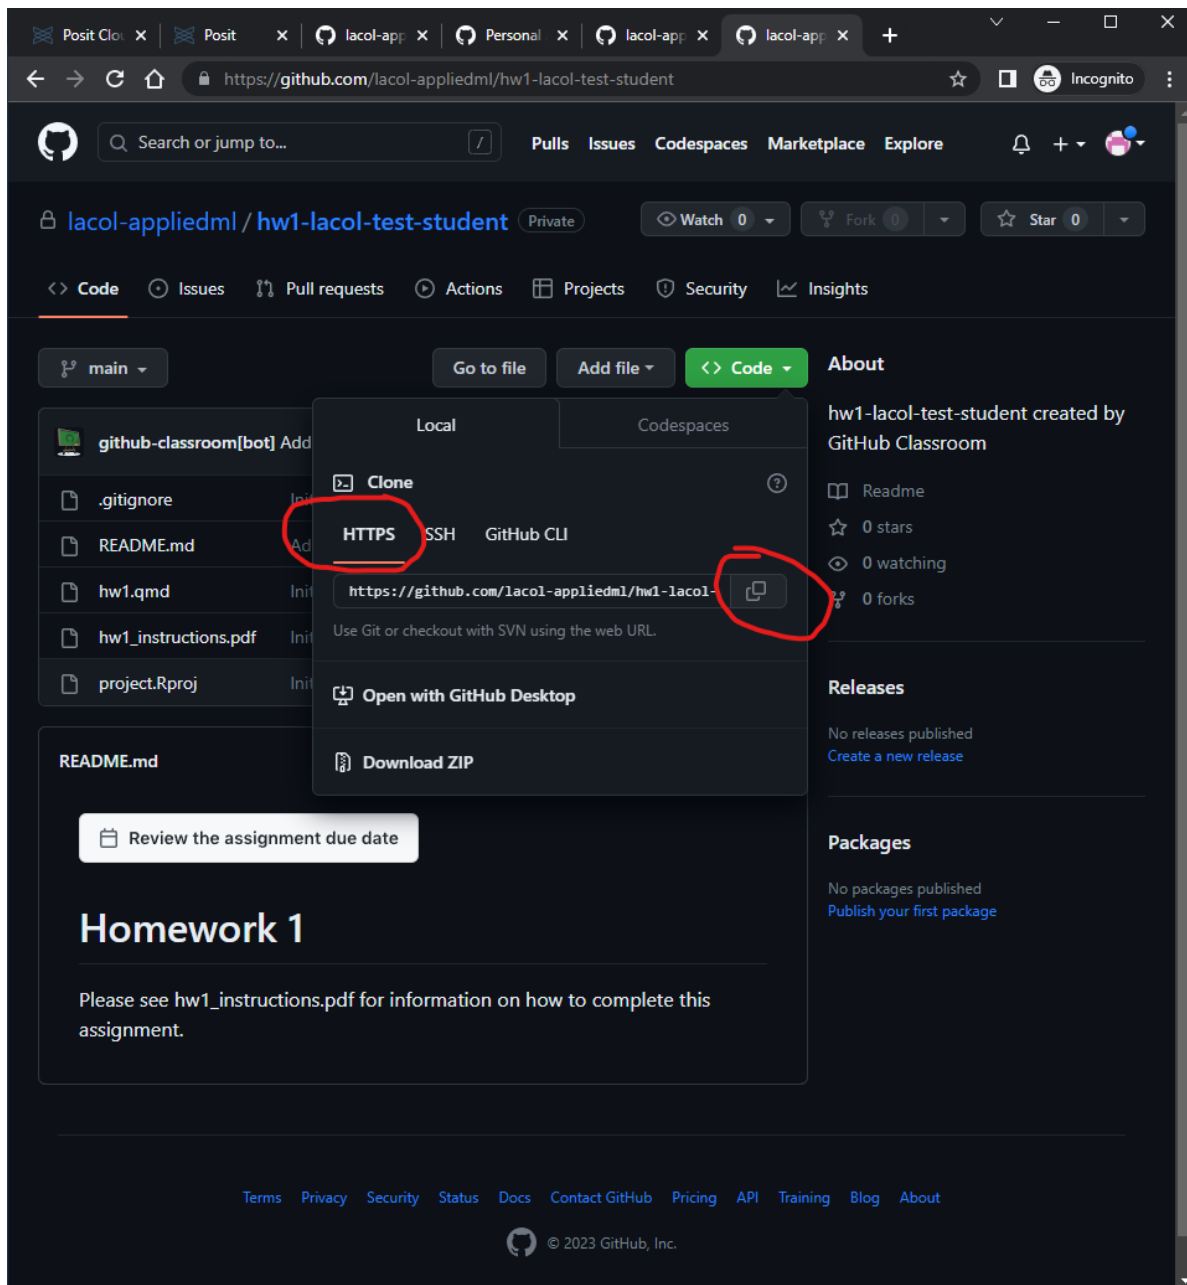 Posit Clo Posit lacol-app Personal lacol-app lacol-app
https://github.com/lacol-appliedml/hw1-lacol-test-student Incognito
Search or jump to... / Pulls Issues Codespaces Marketplace Explore
lacol-appliedml / hw1-lacol-test-student Private Watch 0 Fork 0 Star 0
Code Issues Pull requests Actions Projects Security Insights
main Go to file Add file Code
Local Codespaces
github-classroom[bot] Add
Clone
.gitignore Init
HTTPS SSH GitHub CLI
README.md Ad
https://github.com/lacol-appliedml/hw1-lacol-
hw1.qmd Init
Use Git or checkout with SVN using the web URL.
hw1_instructions.pdf Init
project.Rproj Init
Open with GitHub Desktop
Download ZIP
README.md
Review the assignment due date
Homework 1
Please see hw1_instructions.pdf for information on how to complete this
assignment.
About
hw1-lacol-test-student created by
GitHub Classroom
Readme
0 stars
0 watching
0 forks
Releases
No releases published
Create a new release
Packages
No packages published
Publish your first package
Terms Privacy Security Status Docs Contact GitHub Pricing API Training Blog About
© 2023 GitHub, Inc.